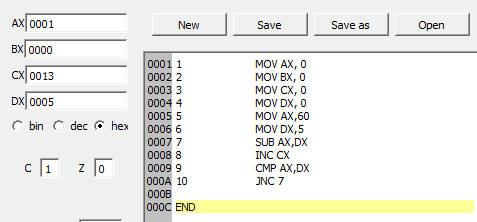 New Save Save as Open
AX 0001
BX 0000
CX 0013
DX 0005
bin dec hex
C 1 Z 0
0001 1 MOV AX, 0
0002 2 MOV BX, 0
0003 3 MOV CX, 0
0004 4 MOV DX, 0
0005 5 MOV AX,60
0006 6 MOV DX,5
0007 7 SUB AX,DX
0008 8 INC CX
0009 9 CMP AX,DX
000A 10 JNC 7
000B
000C END